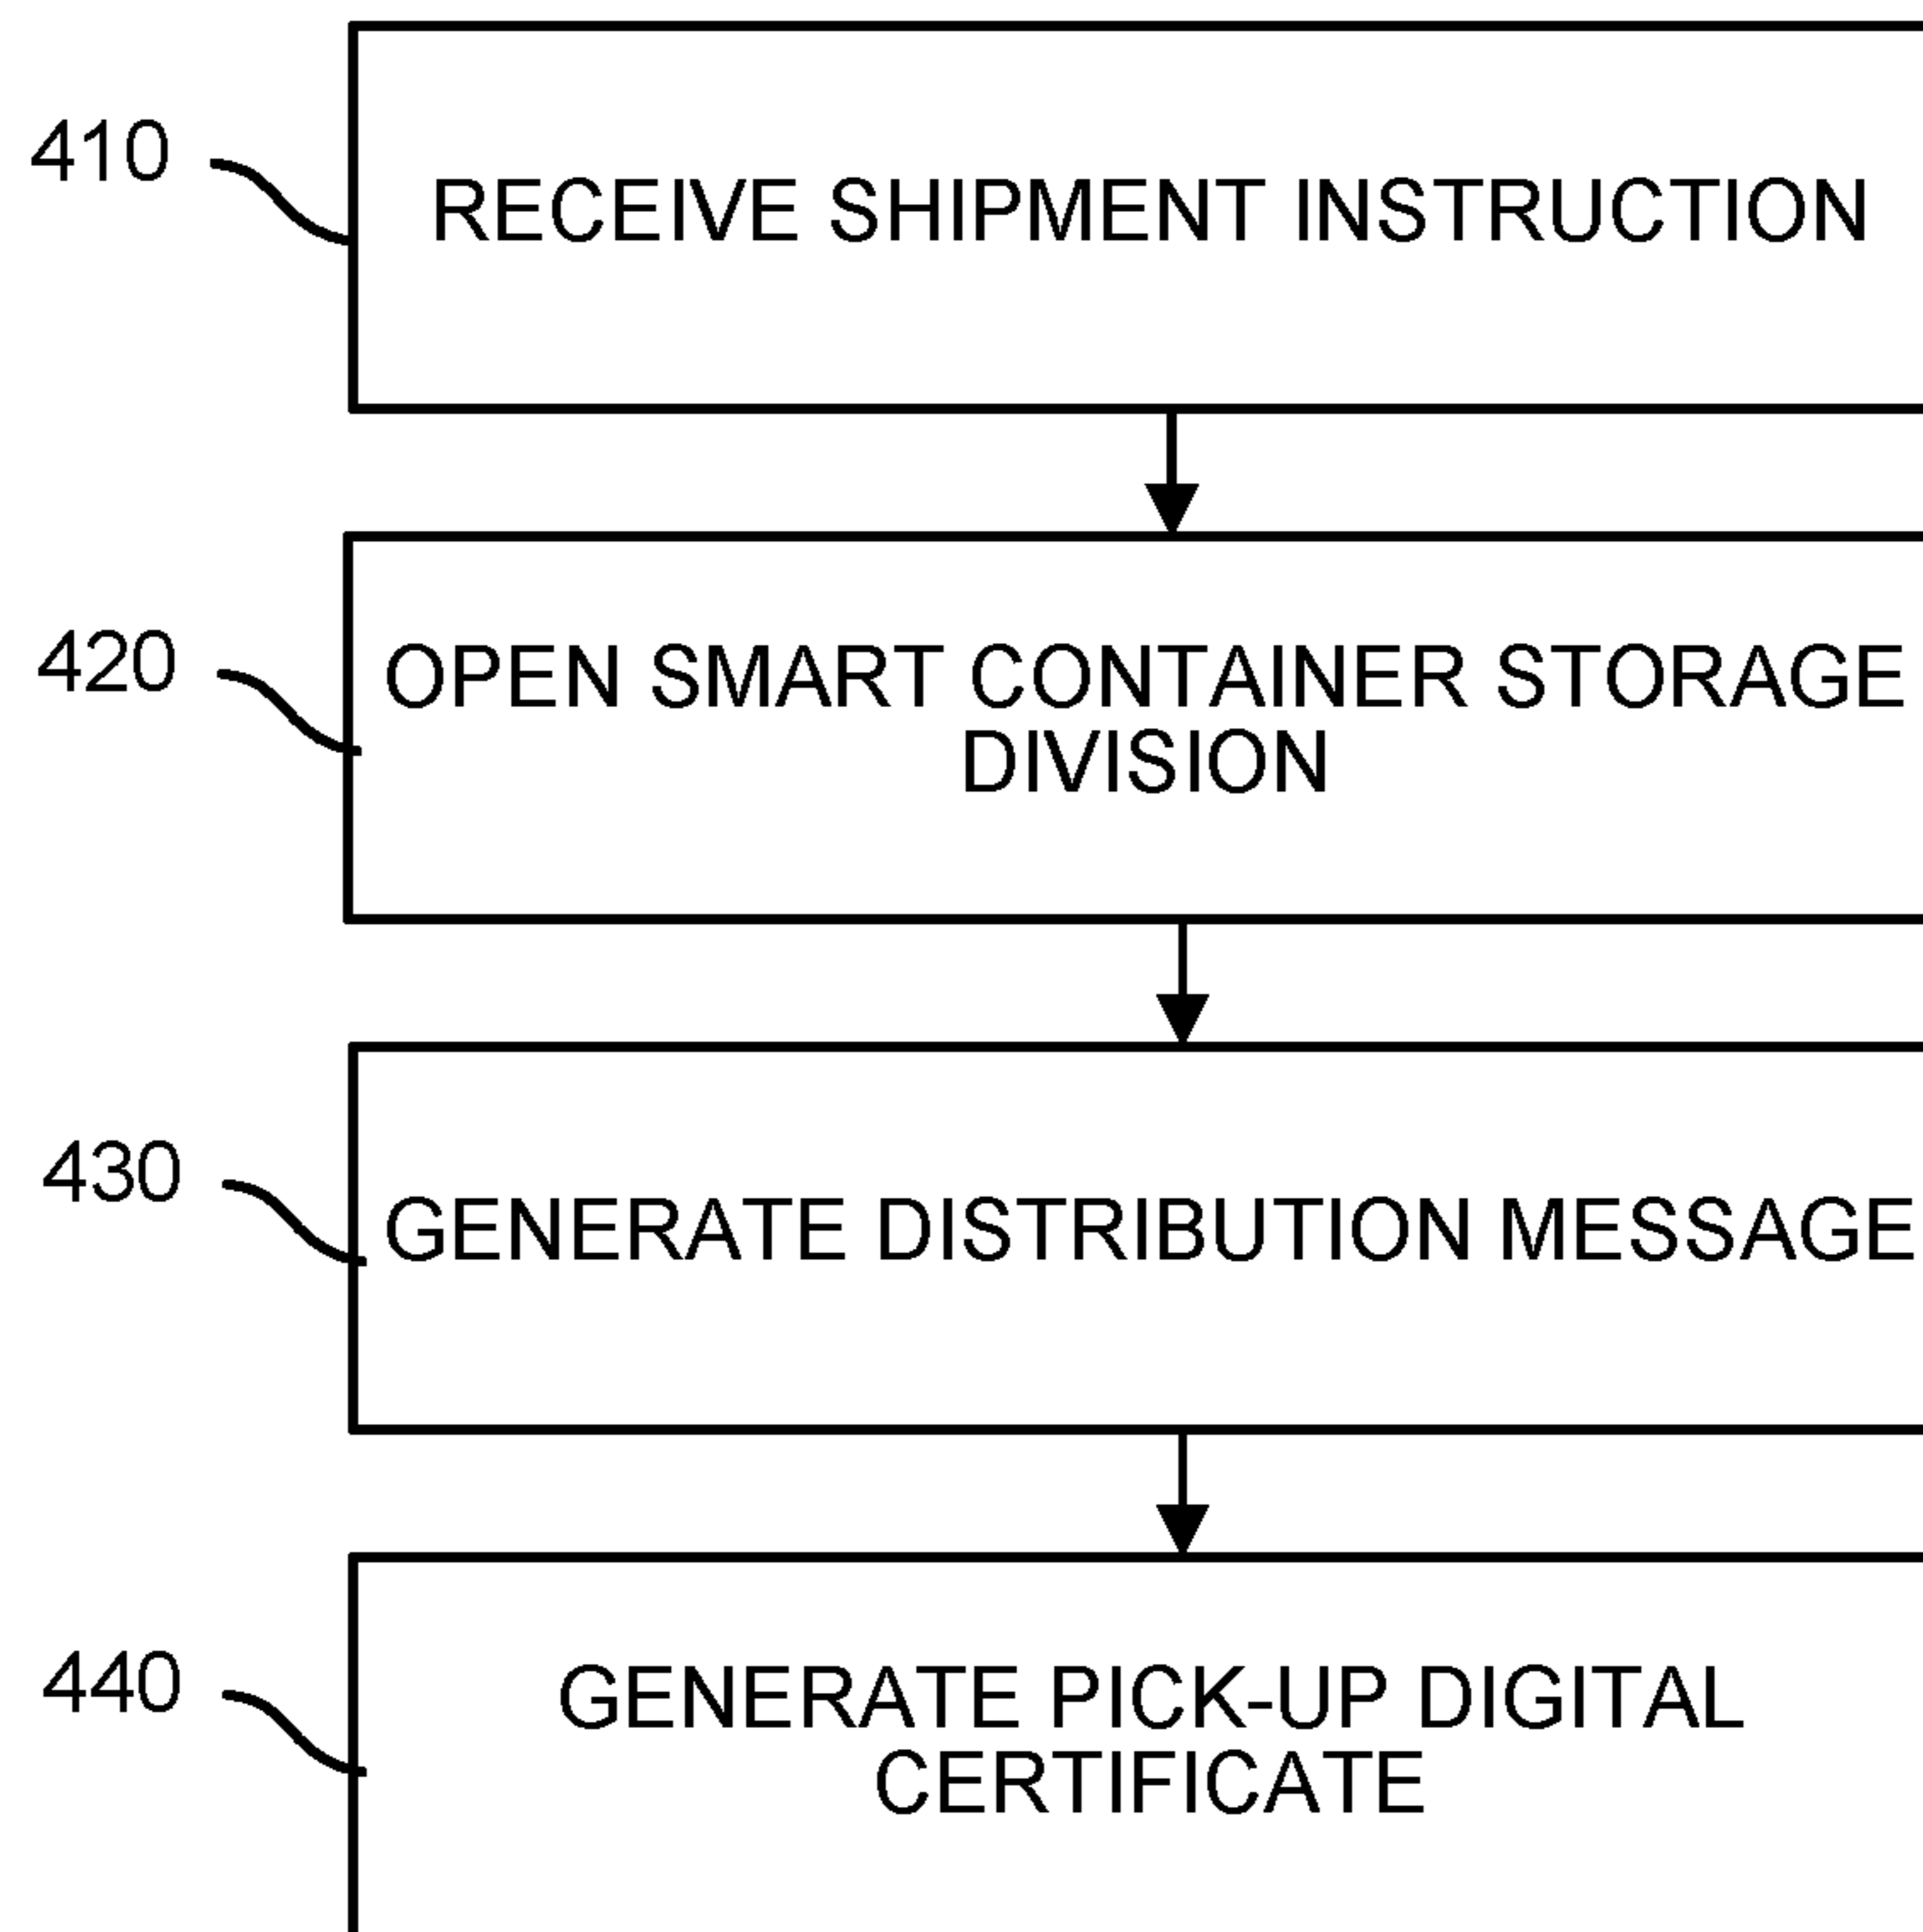 410
RECEIVE SHIPMENT INSTRUCTION
420
OPEN SMART CONTAINER STORAGE
DIVISION
430
GENERATE DISTRIBUTION MESSAGE
440
GENERATE PICK-UP DIGITAL
CERTIFICATE